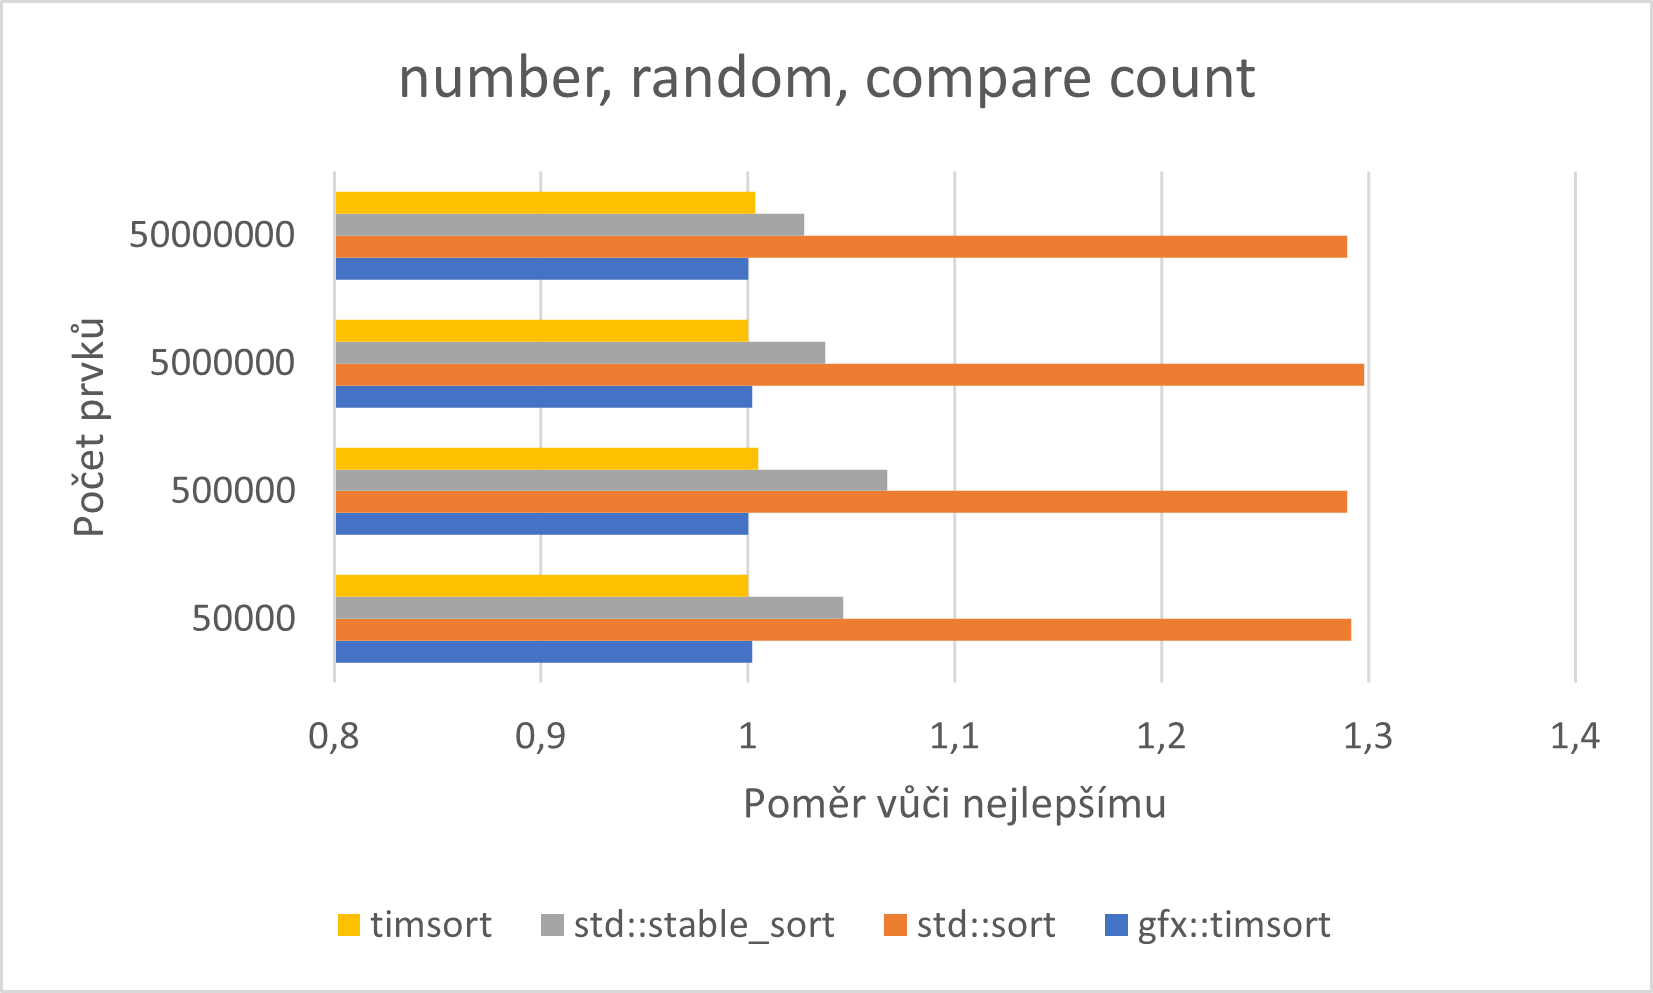 number, random, compare count
50000000
5000000
500000
50000
Počet prvků
0,8 0,9 1 1,1 1,2 1,3 1,4
Poměr vůči nejlepšímu
timsort std::stable_sort std::sort gfx::timsort